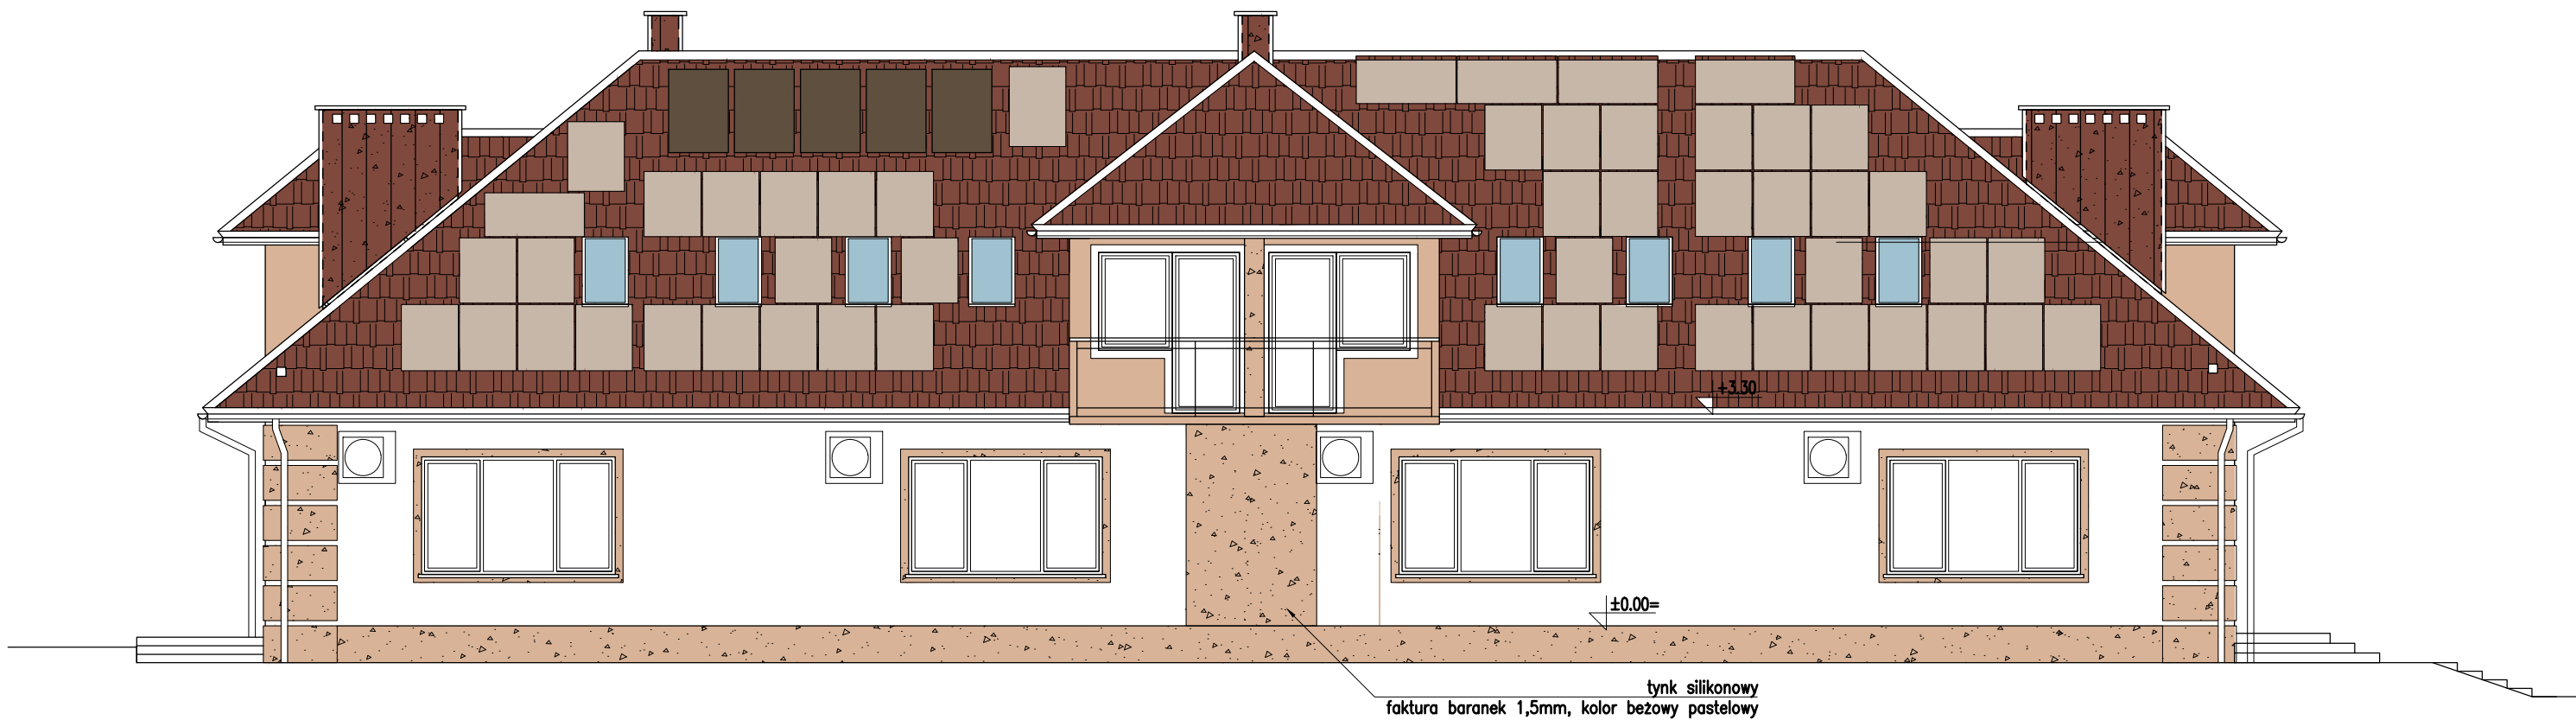 +3.30
±0.00=
tynk silikonowy
faktura baranek 1,5mm, kolor beżowy pastelowy